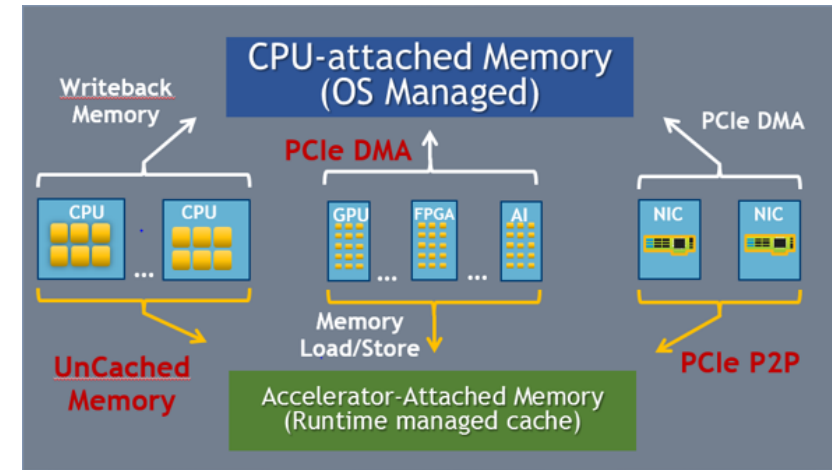 CPU-attached Memory
(OS Managed)
Writeback
Memory
PCIe DMA
PCIe DMA
CPU
CPU
GPU
FPGA
AI
NIC
NIC
...
...
...
Memory
Load/Store
UnCached
Memory
PCIe P2P
Accelerator-Attached Memory
(Runtime managed cache)